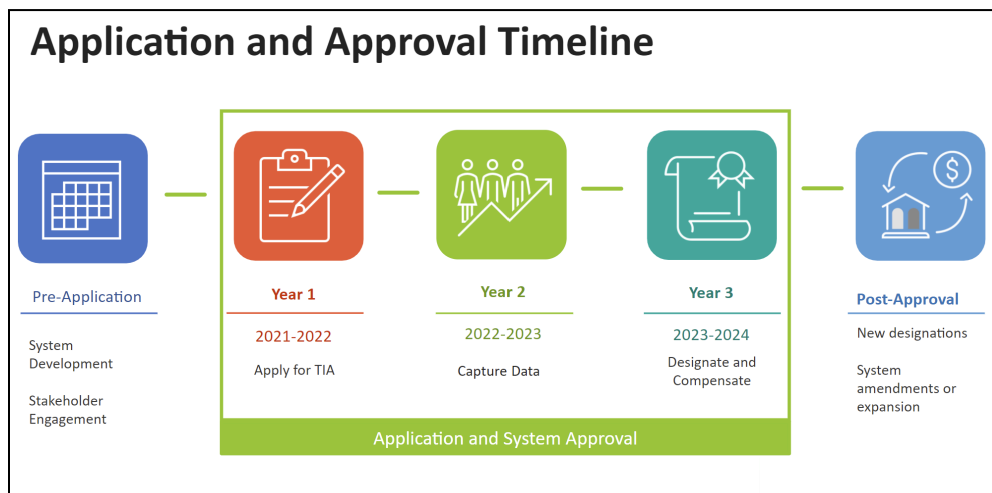 Application and Approval Timeline
Pre-Application
System
Development
Stakeholder
Engagement
Year 1
2021-2022
Apply for TIA
Year 2
2022-2023
Capture Data
Year 3
2023-2024
Designate and
Compensate
Post-Approval
New designations
System
amendments or
expansion
Application and System Approval
$